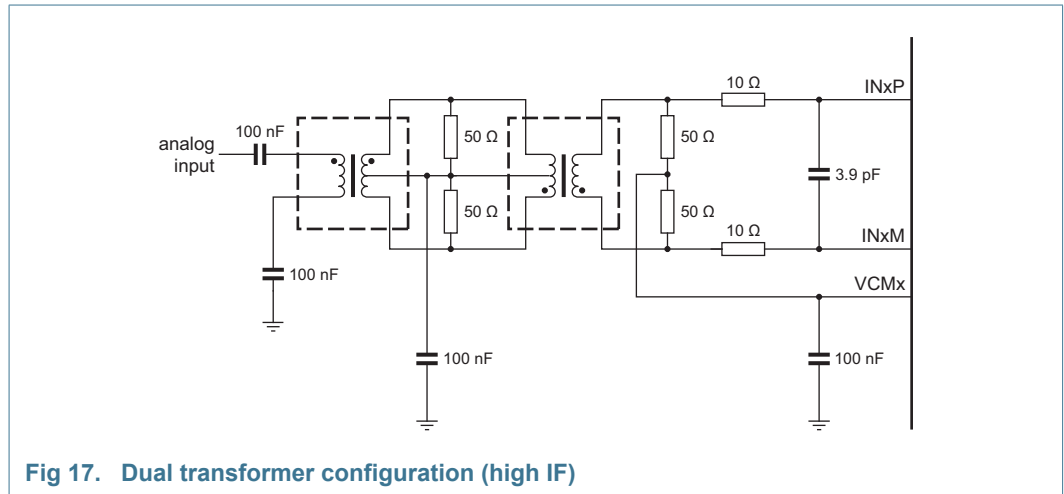 INxP
10 Ω
100 nF
analog
input
50 Ω
50 Ω
3.9 pF
50 Ω
50 Ω
10 Ω
INxM
VCMx
100 nF
100 nF
100 nF
Fig 17. Dual transformer configuration (high IF)